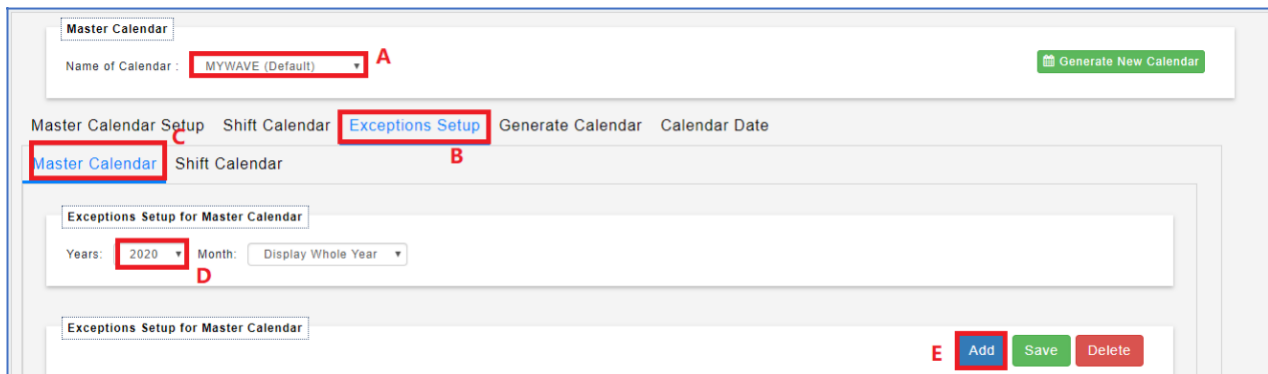 Master Calendar
Name of Calendar : MYWAVE (Default) A Generate New Calendar
Master Calendar Setup Shift Calendar Exceptions Setup Generate Calendar Calendar Date
C B
Master Calendar Shift Calendar
Exceptions Setup for Master Calendar
Years: 2020 Month: Display Whole Year
D
Exceptions Setup for Master Calendar
E Add Save Delete